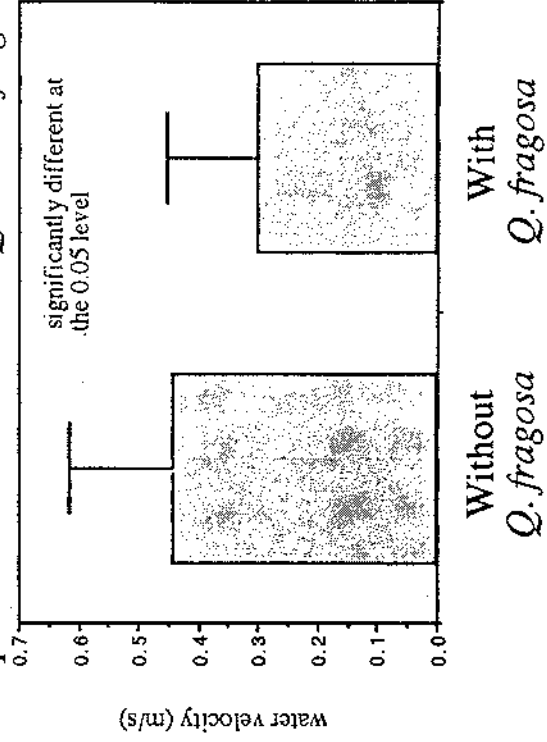 significantly different at
the 0.05 level
0.7
0.6
0.5
0.4
0.3
0.2
0.1
0.0
water velocity (m/s)
Without
Q. fragosa
With
Q. fragosa